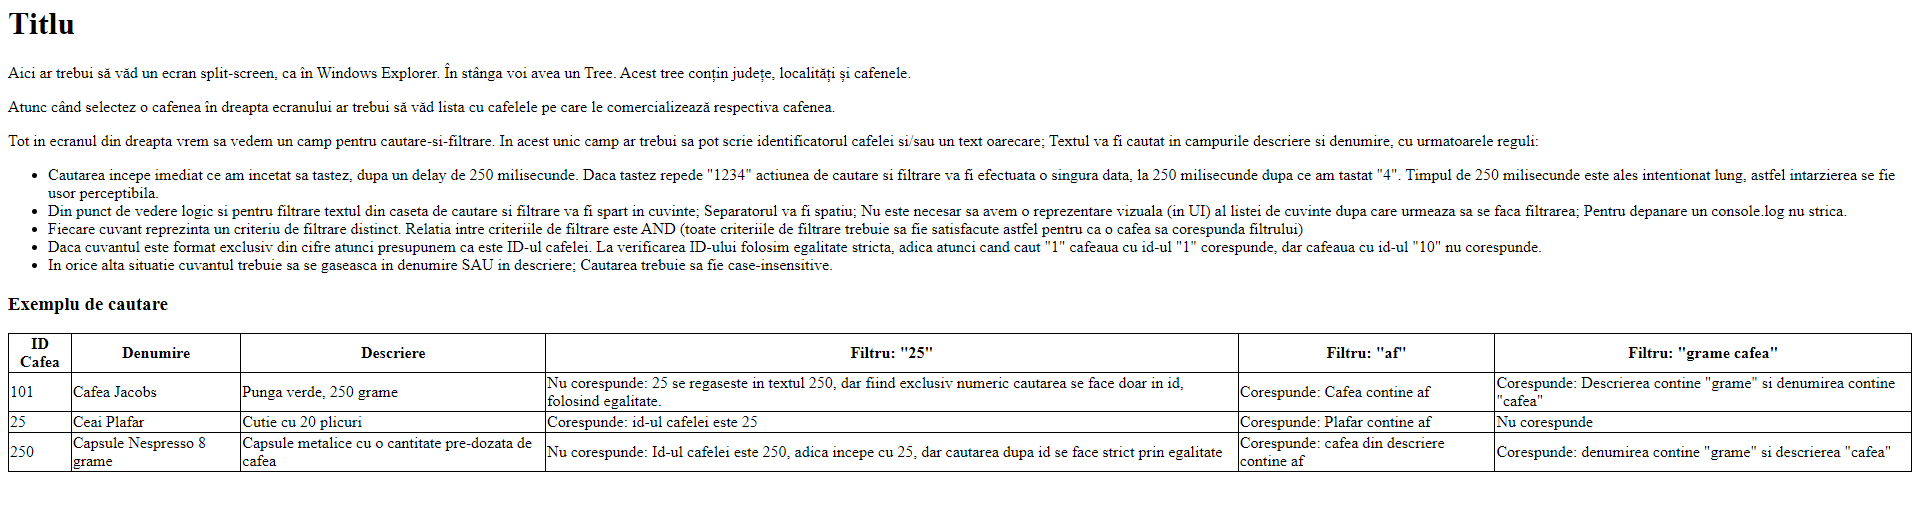 Titlu
Aici ar trebui să văd un ecran split-screen, ca în Windows Explorer. În stânga voi avea un Tree. Acest tree conțin județe, localități și cafenele.
Atunc când selectez o cafenea în dreapta ecranului ar trebui să văd lista cu cafelele pe care le comercializează respectiva cafenea.
Tot in ecranul din dreapta vrem sa vedem un camp pentru cautare-si-filtrare. In acest unic camp ar trebui sa pot scrie identificatorul cafelei si/sau un text oarecare; Textul va fi cautat in campurile descriere si denumire, cu urmatoarele reguli:
• Cautarea incepe imediat ce am incetat sa tastez, dupa un delay de 250 milisecunde. Daca tastez repede "1234" actiunea de cautare si filtrare va fi efectuata o singura data, la 250 milisecunde dupa ce am tastat "4". Timpul de 250 milisecunde este ales intentionat lung, astfel intarzierea se fie
usor perceptibila.
• Din punct de vedere logic si pentru filtrare textul din caseta de cautare si filtrare va fi spart in cuvinte; Separatorul va fi spatiu; Nu este necesar sa avem o reprezentare vizuala (in UI) al listei de cuvinte dupa care urmeaza sa se faca filtrarea; Pentru depanare un console.log nu strica.
• Fiecare cuvant reprezinta un criteriu de filtrare distinct. Relatia intre criteriile de filtrare este AND (toate criteriile de filtrare trebuie sa fie satisfacute astfel pentru ca o cafea sa corespunda filtrului)
• Daca cuvantul este format exclusiv din cifre atunci presupunem ca este ID-ul cafelei. La verificarea ID-ului folosim egalitate stricta, adica atunci cand caut "1" cafeaua cu id-ul "1" corespunde, dar cafeaua cu id-ul "10" nu corespunde.
• In orice alta situatie cuvantul trebuie sa se gaseasca in denumire SAU in descriere; Cautarea trebuie sa fie case-insensitive.
Exemplu de cautare
ID
Cafea
Denumire
Descriere
Filtru: "25"
Filtru: "af"
Filtru: "grame cafea"
101
Cafea Jacobs
Punga verde, 250 grame
Nu corespunde: 25 se regaseste in textul 250, dar fiind exclusiv numeric cautarea se face doar in id,
folosind egalitate.
Corespunde: Cafea contine af
Corespunde: Descrierea contine "grame" si denumirea contine
"cafea"
25
Ceai Plafar
Cutie cu 20 plicuri
Corespunde: id-ul cafelei este 25
Corespunde: Plafar contine af
Nu corespunde
250
Capsule Nespresso 8
grame
Capsule metalice cu o cantitate pre-dozata de
cafea
Nu corespunde: Id-ul cafelei este 250, adica incepe cu 25, dar cautarea dupa id se face strict prin egalitate
Corespunde: cafea din descriere
contine af
Corespunde: denumirea contine "grame" si descrierea "cafea"